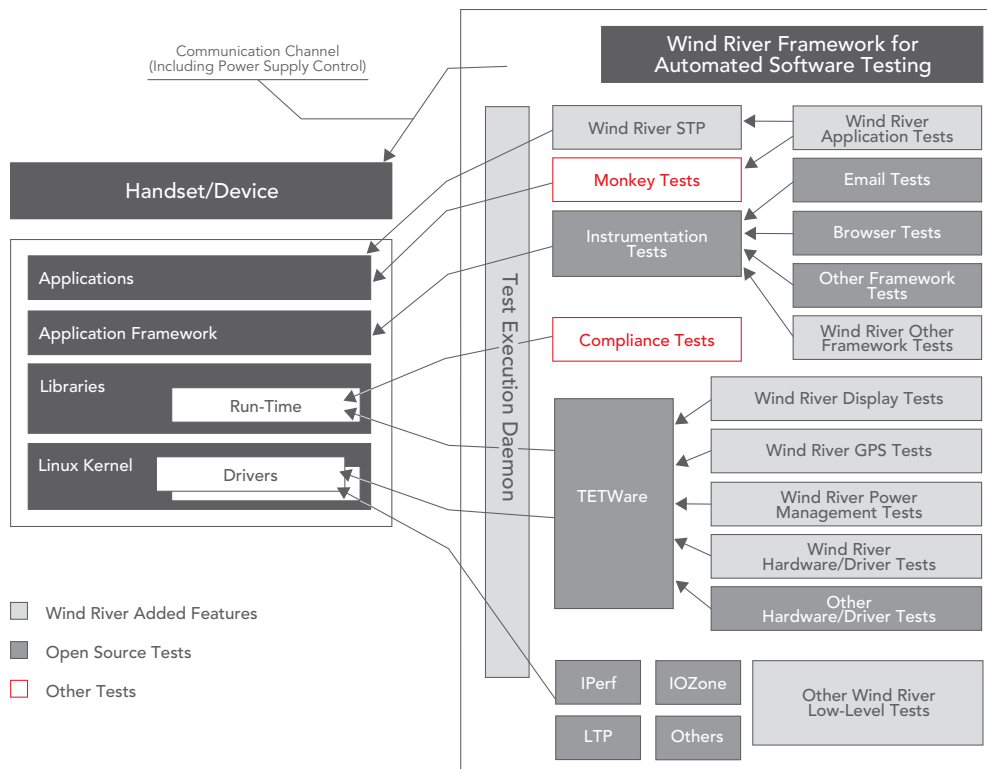 Communication Channel
(Including Power Supply Control)
Wind River Framework for
Automated Software Testing
Handset/Device
Applications
Application Framework
Libraries
Run-Time
Linux Kernel
Drivers
Test Execution Daemon
Wind River STP
Monkey Tests
Instrumentation
Tests
Compliance Tests
TETWare
Wind River
Application Tests
Email Tests
Browser Tests
Other Framework
Tests
Wind River Other
Framework Tests
Wind River Display Tests
Wind River GPS Tests
Wind River Power
Management Tests
Wind River
Hardware/Driver Tests
Other
Hardware/Driver Tests
IPerf
IOZone
LTP
Others
Other Wind River
Low-Level Tests
Wind River Added Features
Open Source Tests
Other Tests